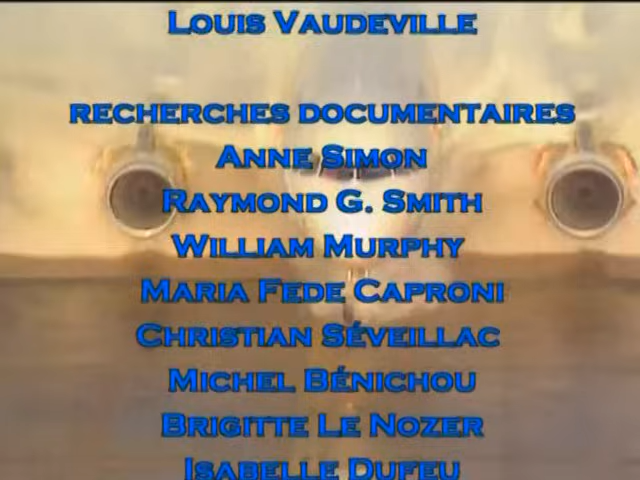 Louis Vaudeville
RECHERCHES DOCUMENTAIRES
Anne Simon
Raymond G. Smith
William Murphy
Maria Fede Caproni
Christian Séveillac
Michel Bénichou
Brigitte Le Nozer
Isabelle Dufeu